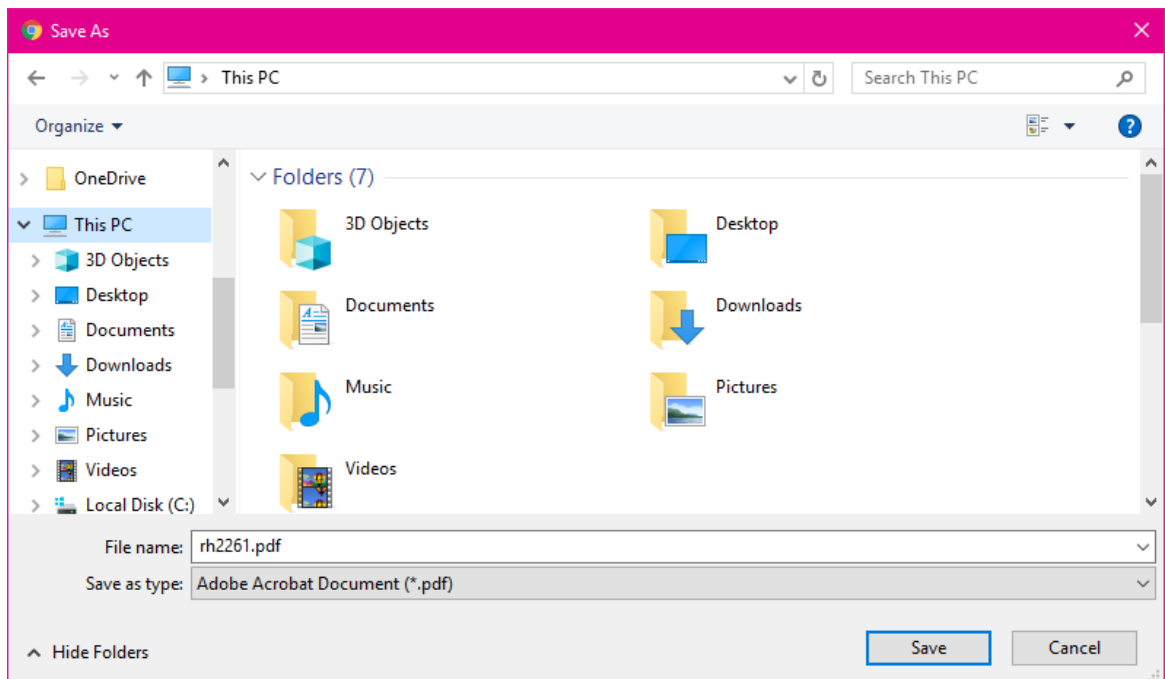 Save As
This PC
Search This PC
Organize
OneDrive
This PC
3D Objects
Desktop
Documents
Downloads
Music
Pictures
Videos
Local Disk (C:)
Folders (7)
3D Objects
Desktop
Documents
Downloads
Music
Pictures
Videos
File name: rh2261.pdf
Save as type: Adobe Acrobat Document (*.pdf)
Hide Folders
Save
Cancel